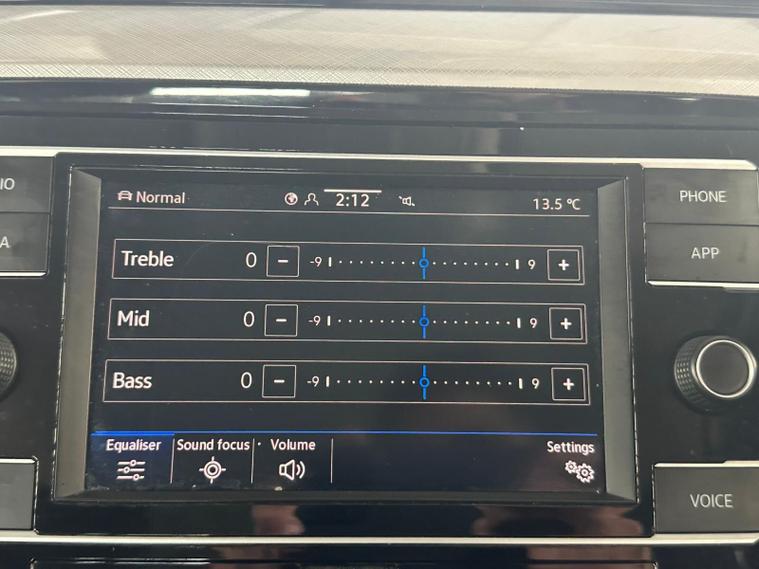 Normal 2:12 13.5 °C
IO PHONE
A APP
Treble 0 − -9 9 +
Mid 0 − -9 9 +
Bass 0 − -9 9 +
Equaliser Sound focus Volume Settings
VOICE